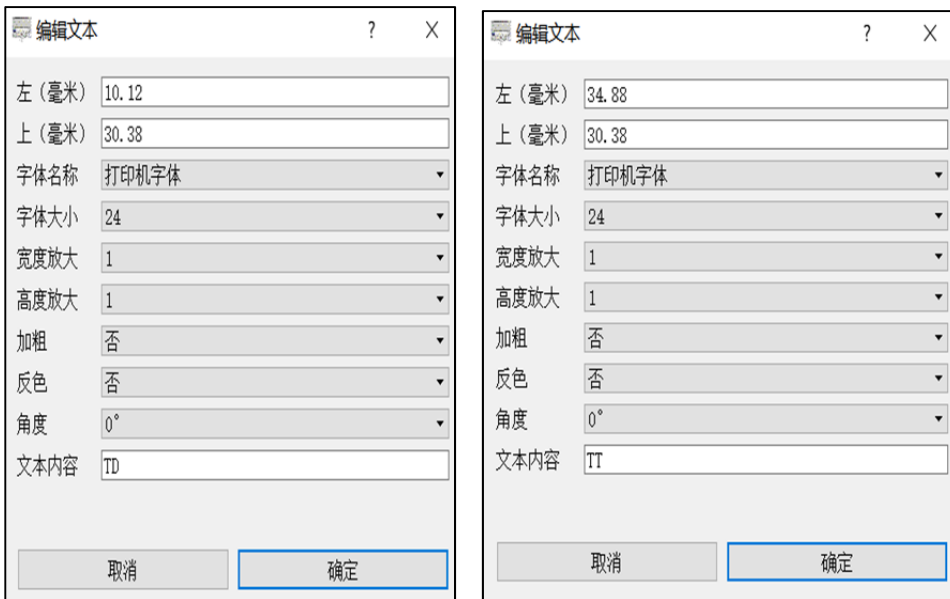 编辑文本 ? X
左（毫米） 10.12
上（毫米） 30.38
字体名称 打印机字体
字体大小 24
宽度放大 1
高度放大 1
加粗 否
反色 否
角度 0°
文本内容 TD
取消 确定
编辑文本 ? X
左（毫米） 34.88
上（毫米） 30.38
字体名称 打印机字体
字体大小 24
宽度放大 1
高度放大 1
加粗 否
反色 否
角度 0°
文本内容 TT
取消 确定